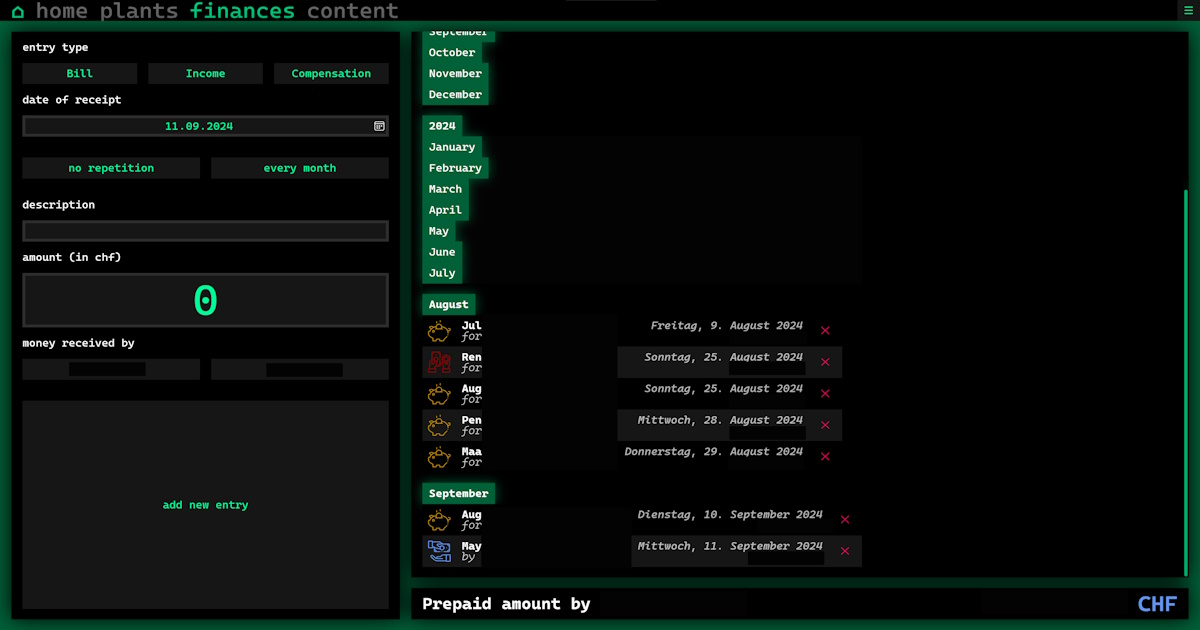 home plants finances content
entry type
Bill Income Compensation
date of receipt
11.09.2024
no repetition every month
description
amount (in chf)
0
money received by
add new entry
September
October
November
December
2024
January
February
March
April
May
June
July
August
Jul Freitag, 9. August 2024
for
Ren Sonntag, 25. August 2024
for
Aug Sonntag, 25. August 2024
for
Pen Mittwoch, 28. August 2024
for
Maa Donnerstag, 29. August 2024
for
September
Aug Dienstag, 10. September 2024
for
May Mittwoch, 11. September 2024
by
Prepaid amount by CHF